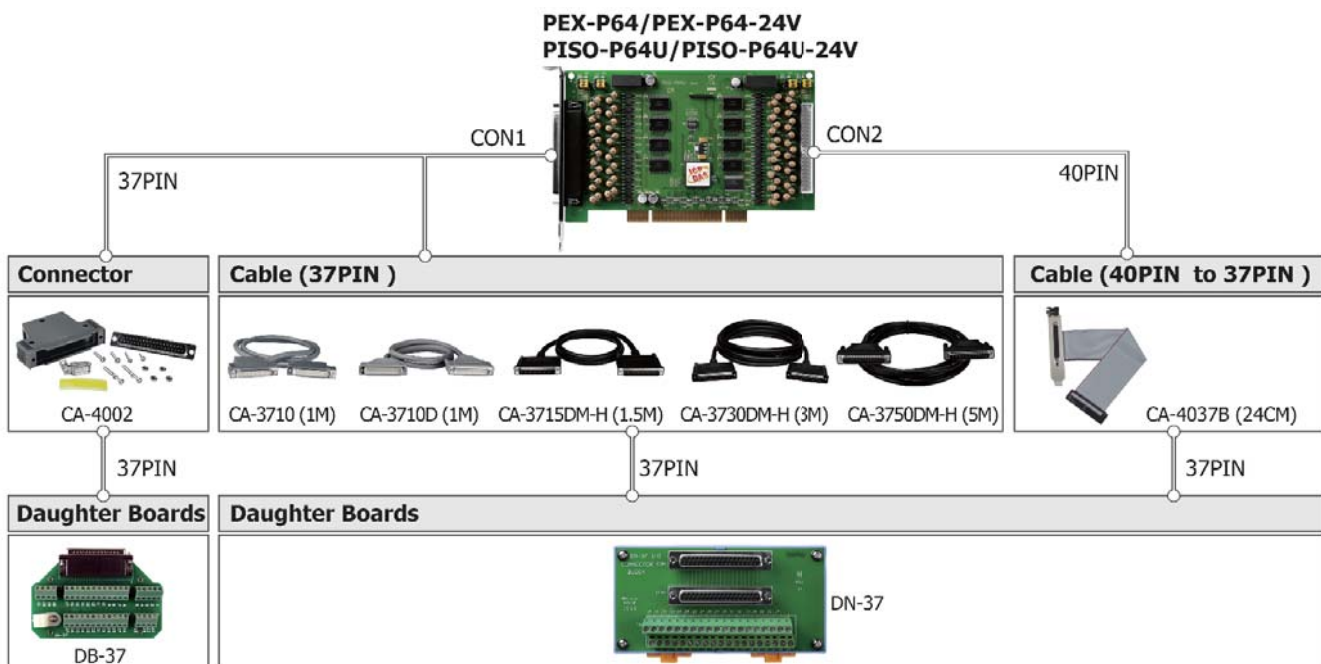 PEX-P64/PEX-P64-24V
PISO-P64U/PISO-P64U-24V
CON1
CON2
37PIN
40PIN
Connector
Cable (37PIN )
Cable (40PIN to 37PIN )
CA-4002
CA-3710 (1M)
CA-3710D (1M)
CA-3715DM-H (1.5M)
CA-3730DM-H (3M)
CA-3750DM-H (5M)
CA-4037B (24CM)
37PIN
37PIN
37PIN
Daughter Boards
Daughter Boards
DB-37
DN-37